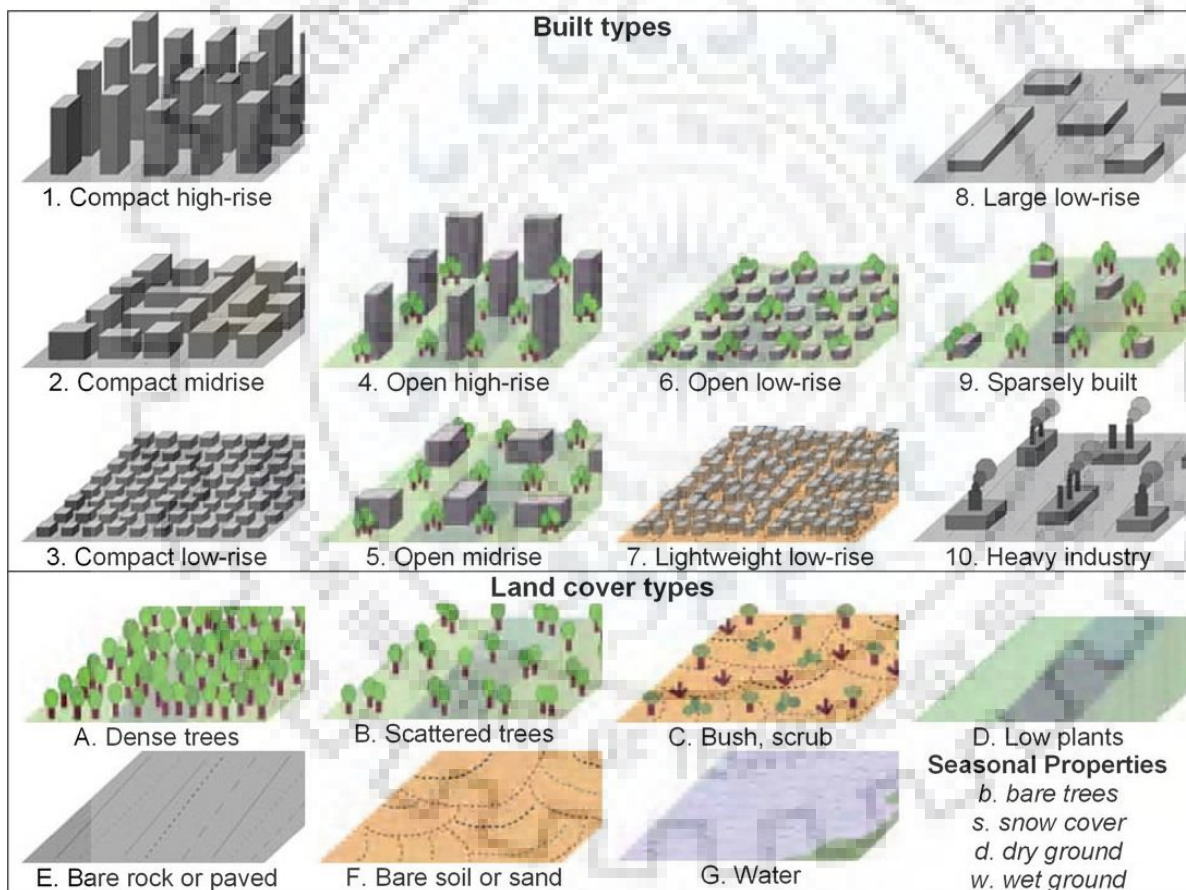 Built types
1. Compact high-rise
8. Large low-rise
2. Compact midrise
4. Open high-rise
6. Open low-rise
9. Sparsely built
3. Compact low-rise
5. Open midrise
7. Lightweight low-rise
10. Heavy industry
Land cover types
A. Dense trees
B. Scattered trees
C. Bush, scrub
D. Low plants
Seasonal Properties
b. bare trees
s. snow cover
d. dry ground
w. wet ground
E. Bare rock or paved
F. Bare soil or sand
G. Water